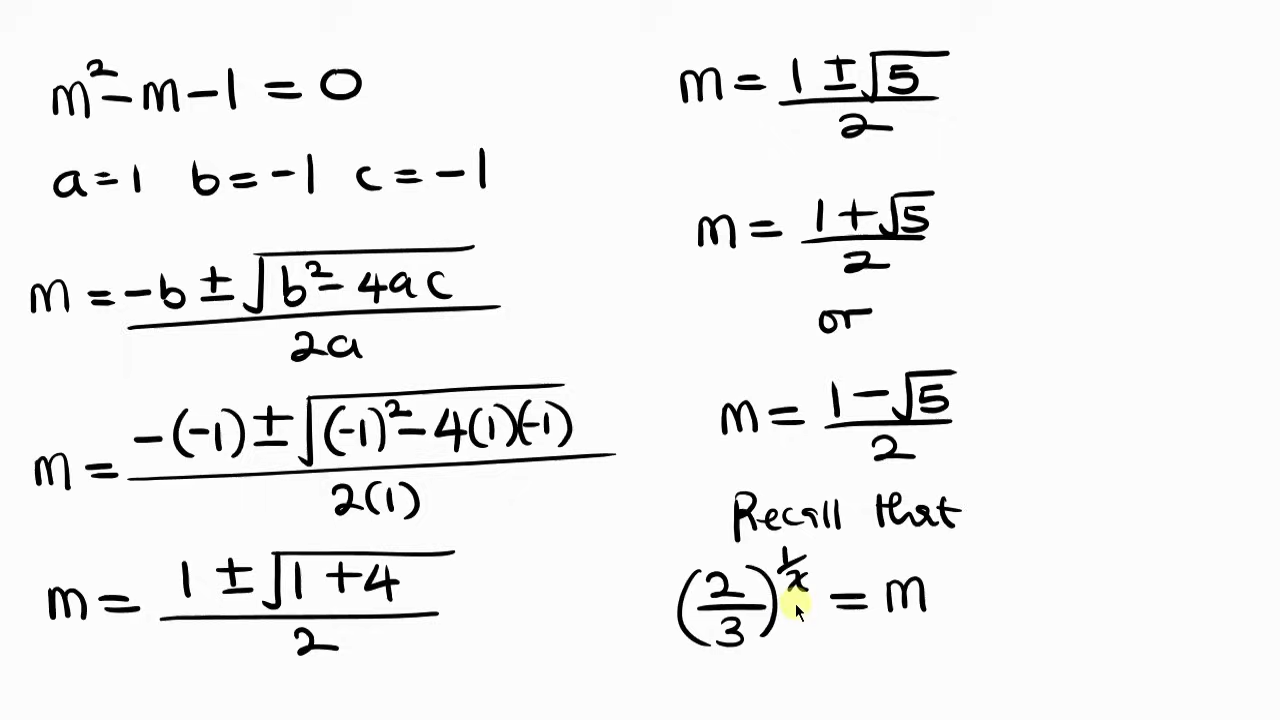 m² - m - 1 = 0
a = 1 b = -1 c = -1
m = (-b ± √(b² - 4ac)) / 2a
m = (-(-1) ± √((-1)² - 4(1)(-1))) / 2(1)
m = (1 ± √(1 + 4)) / 2
m = (1 ± √5) / 2
m = (1 + √5) / 2
or
m = (1 - √5) / 2
Recall that
(2/3)^(1/x) = m